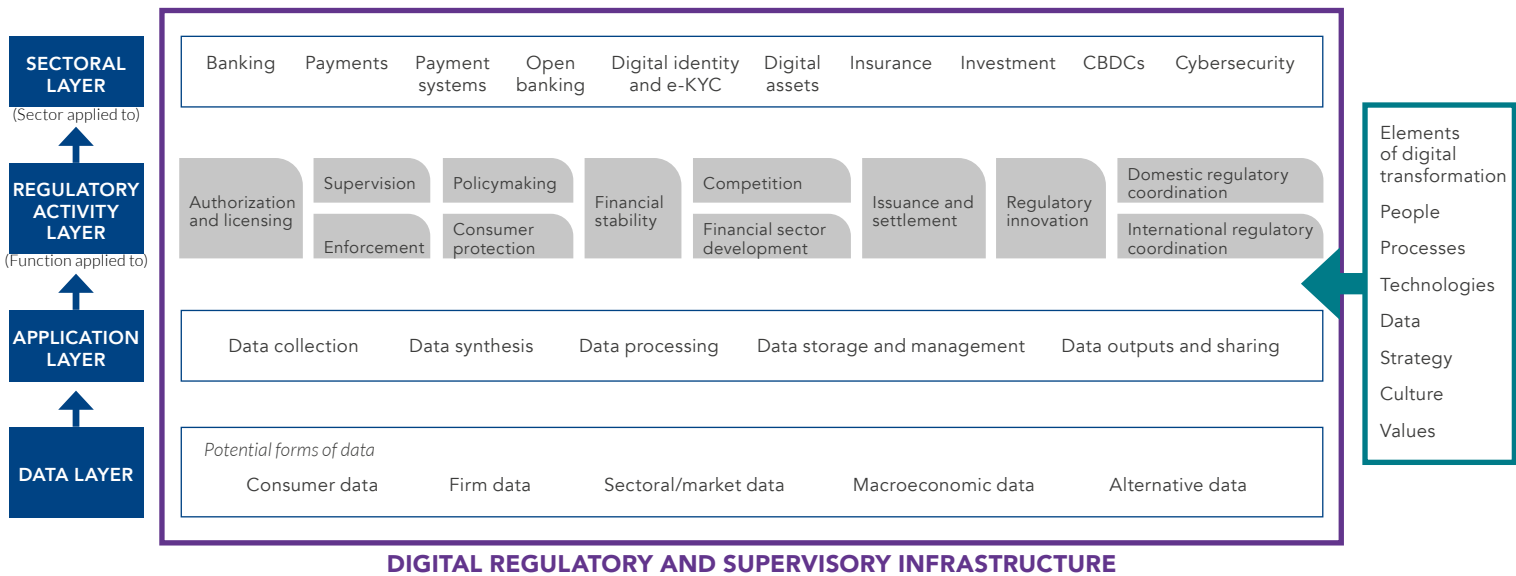 SECTORAL
LAYER
(Sector applied to)
Banking
Payments
Payment
systems
Open
banking
Digital identity
and e-KYC
Digital
assets
Insurance
Investment
CBDCs
Cybersecurity
REGULATORY
ACTIVITY
LAYER
(Function applied to)
Authorization
and licensing
Supervision
Enforcement
Policymaking
Consumer
protection
Financial
stability
Competition
Financial sector
development
Issuance and
settlement
Regulatory
innovation
Domestic regulatory
coordination
International regulatory
coordination
APPLICATION
LAYER
Data collection
Data synthesis
Data processing
Data storage and management
Data outputs and sharing
DATA LAYER
Potential forms of data
Consumer data
Firm data
Sectoral/market data
Macroeconomic data
Alternative data
Elements
of digital
transformation
People
Processes
Technologies
Data
Strategy
Culture
Values
DIGITAL REGULATORY AND SUPERVISORY INFRASTRUCTURE